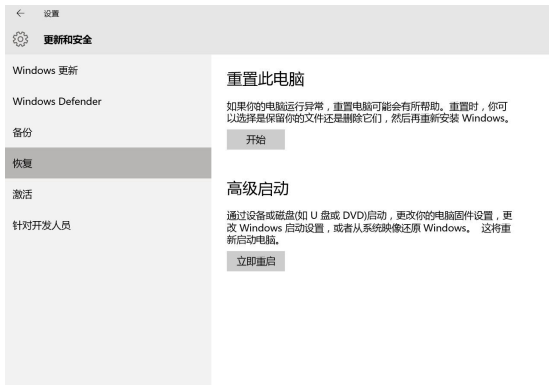 设置
更新和安全
Windows 更新
Windows Defender
备份
恢复
激活
针对开发人员
重置此电脑
如果你的电脑运行异常，重置电脑可能会有所帮助。重置时，你可
以选择是保留你的文件还是删除它们，然后再重新安装 Windows。
开始
高级启动
通过设备或磁盘(如 U 盘或 DVD)启动，更改你的电脑固件设置，更
改 Windows 启动设置，或者从系统映像还原 Windows。 这将重
新启动电脑。
立即重启